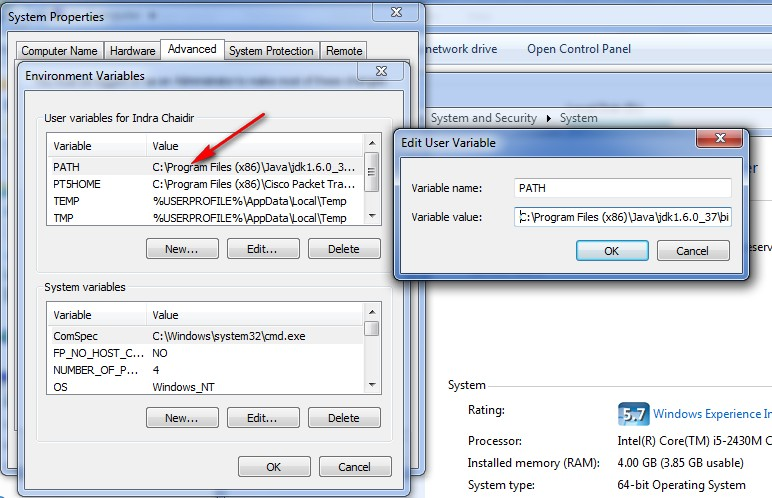 System Properties
Computer Name Hardware Advanced System Protection Remote
Environment Variables
User variables for Indra Chaidir
Variable Value
PATH C:\Program Files (x86)\Java\jdk1.6.0_3...
PT5HOME C:\Program Files (x86)\Cisco Packet Tra...
TEMP %USERPROFILE%\AppData\Local\Temp
TMP %USERPROFILE%\AppData\Local\Temp
New... Edit... Delete
System variables
Variable Value
ComSpec C:\Windows\system32\cmd.exe
FP_NO_HOST_C... NO
NUMBER_OF_P... 4
OS Windows_NT
New... Edit... Delete
OK Cancel
network drive Open Control Panel
System and Security System
Edit User Variable
Variable name: PATH
Variable value: C:\Program Files (x86)\Java\jdk1.6.0_37\bi
OK Cancel
System
Rating: 5.7 Windows Experience In
Processor: Intel(R) Core(TM) i5-2430M C
Installed memory (RAM): 4.00 GB (3.85 GB usable)
System type: 64-bit Operating System